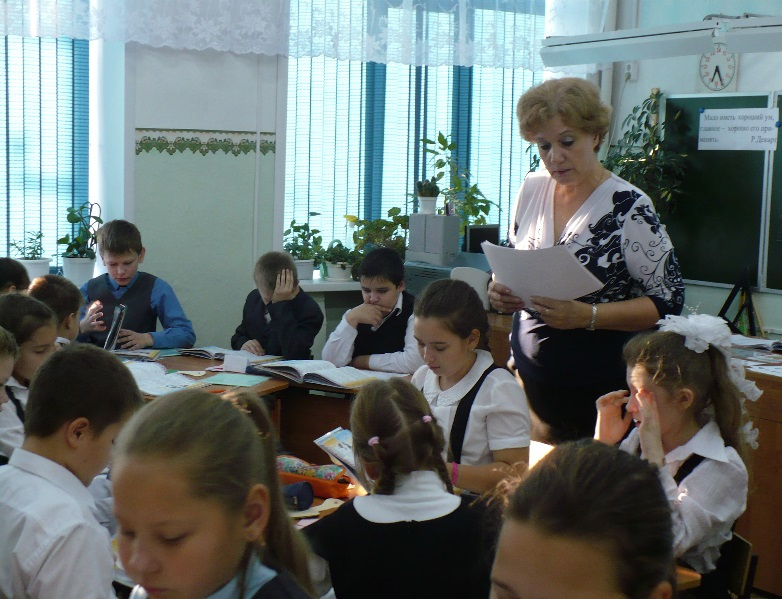 Мало иметь хороший ум,
главное – хорошо его при-
менять. Р.Декарт